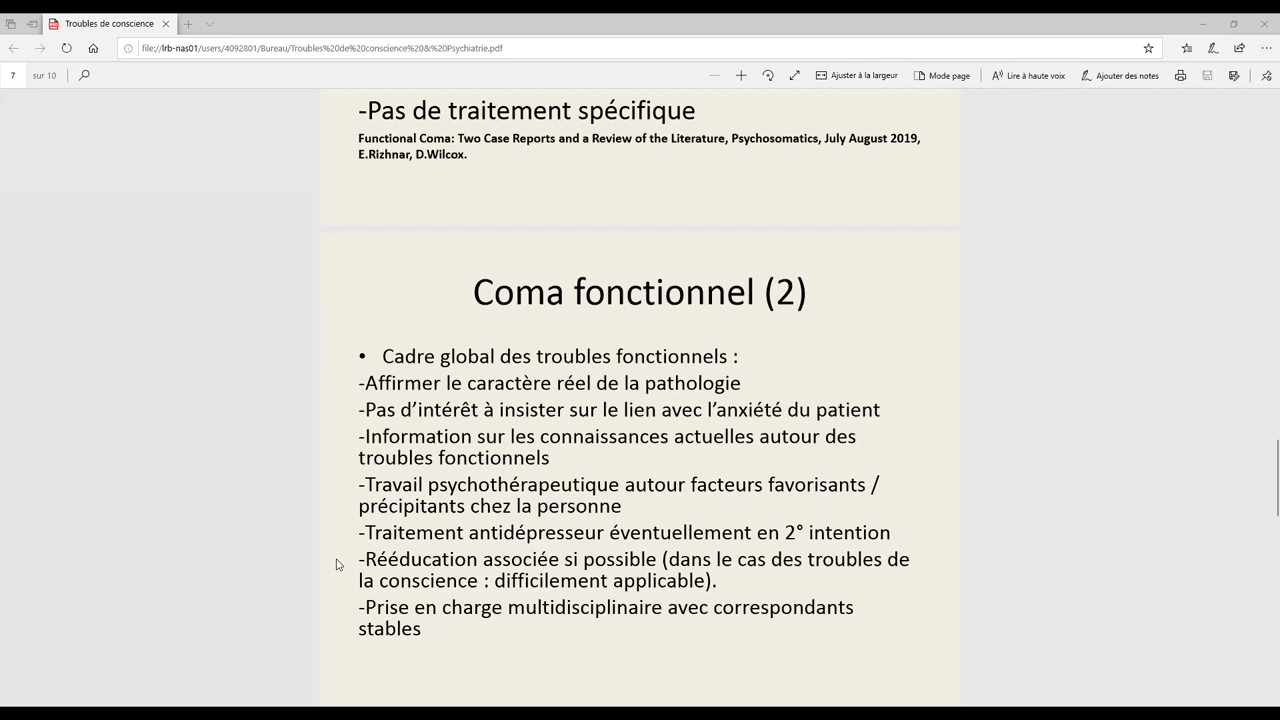 Troubles de conscience
file://lrb-nas01/users/4092801/Bureau/Troubles%20de%20conscience%20&%20Psychiatrie.pdf
7 sur 10
Ajuster à la largeur
Mode page
Lire à haute voix
Ajouter des notes
-Pas de traitement spécifique
Functional Coma: Two Case Reports and a Review of the Literature, Psychosomatics, July August 2019,
E.Rizhnar, D.Wilcox.
Coma fonctionnel (2)
• Cadre global des troubles fonctionnels :
-Affirmer le caractère réel de la pathologie
-Pas d’intérêt à insister sur le lien avec l’anxiété du patient
-Information sur les connaissances actuelles autour des
troubles fonctionnels
-Travail psychothérapeutique autour facteurs favorisants /
précipitants chez la personne
-Traitement antidépresseur éventuellement en 2° intention
-Rééducation associée si possible (dans le cas des troubles de
la conscience : difficilement applicable).
-Prise en charge multidisciplinaire avec correspondants
stables